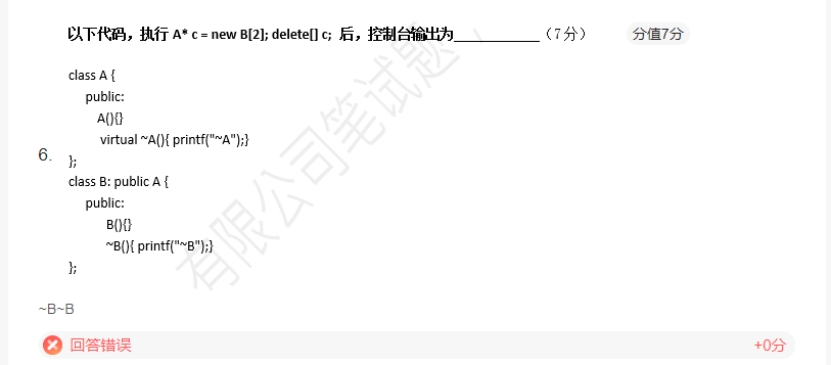 以下代码，执行 A* c = new B[2]; delete[] c; 后，控制台输出为____________（7 分） 分值7分
class A {
public:
A(){}
virtual ~A(){ printf("~A");}
6.
};
class B: public A {
public:
B(){}
~B(){ printf("~B");}
};
有限公司笔试题
~B~B
回答错误 +0分